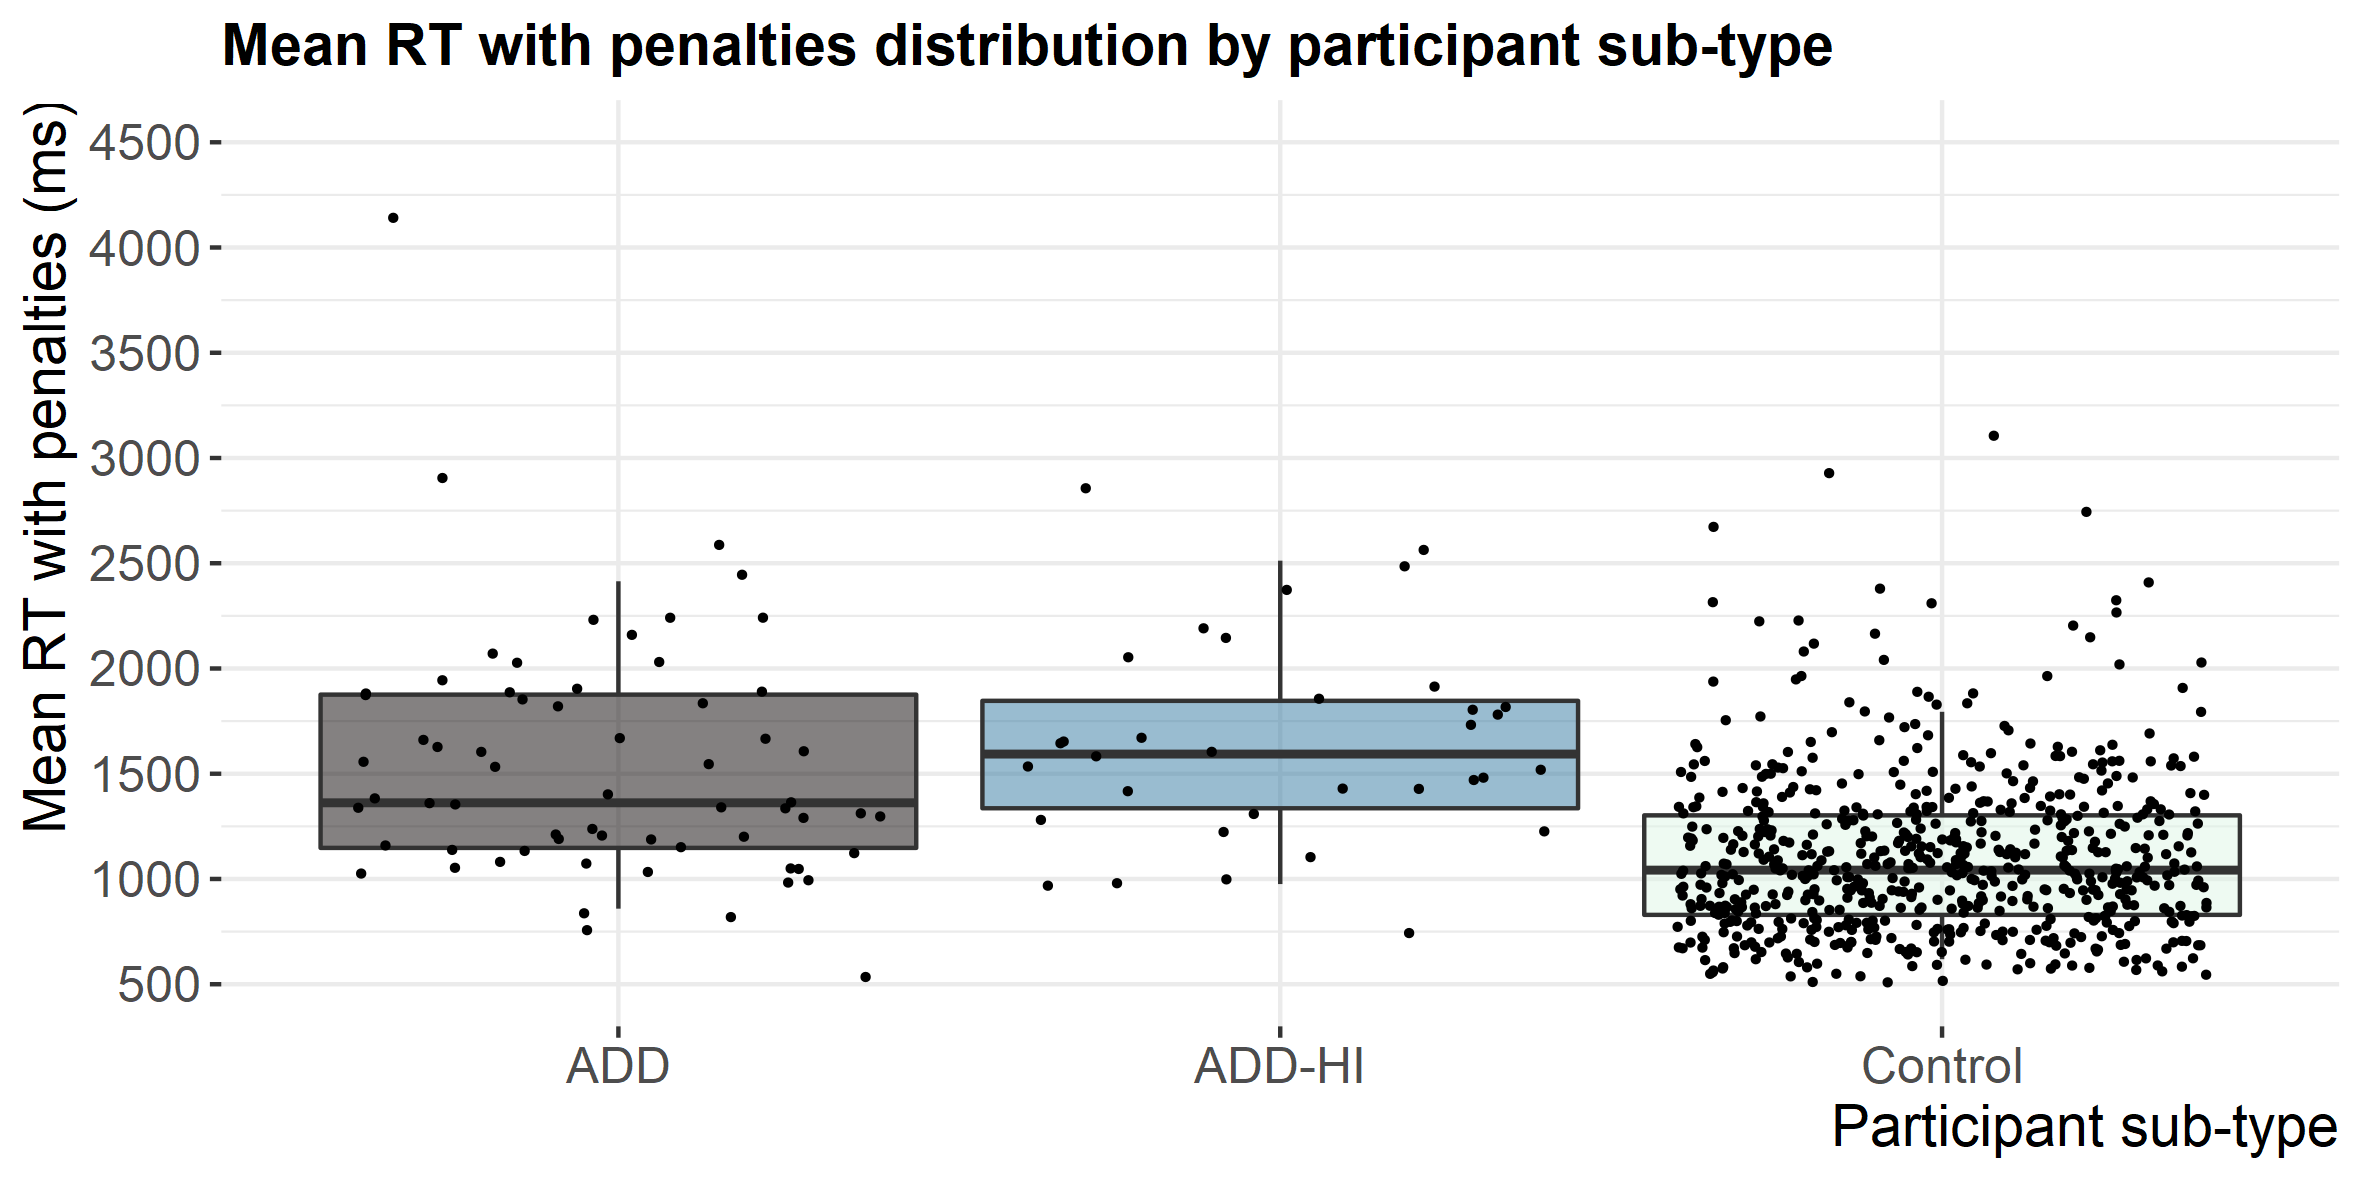 Mean RT with penalties distribution by participant sub-type
Mean RT with penalties (ms)
4500
4000
3500
3000
2500
2000
1500
1000
500
ADD
ADD-HI
Control
Participant sub-type